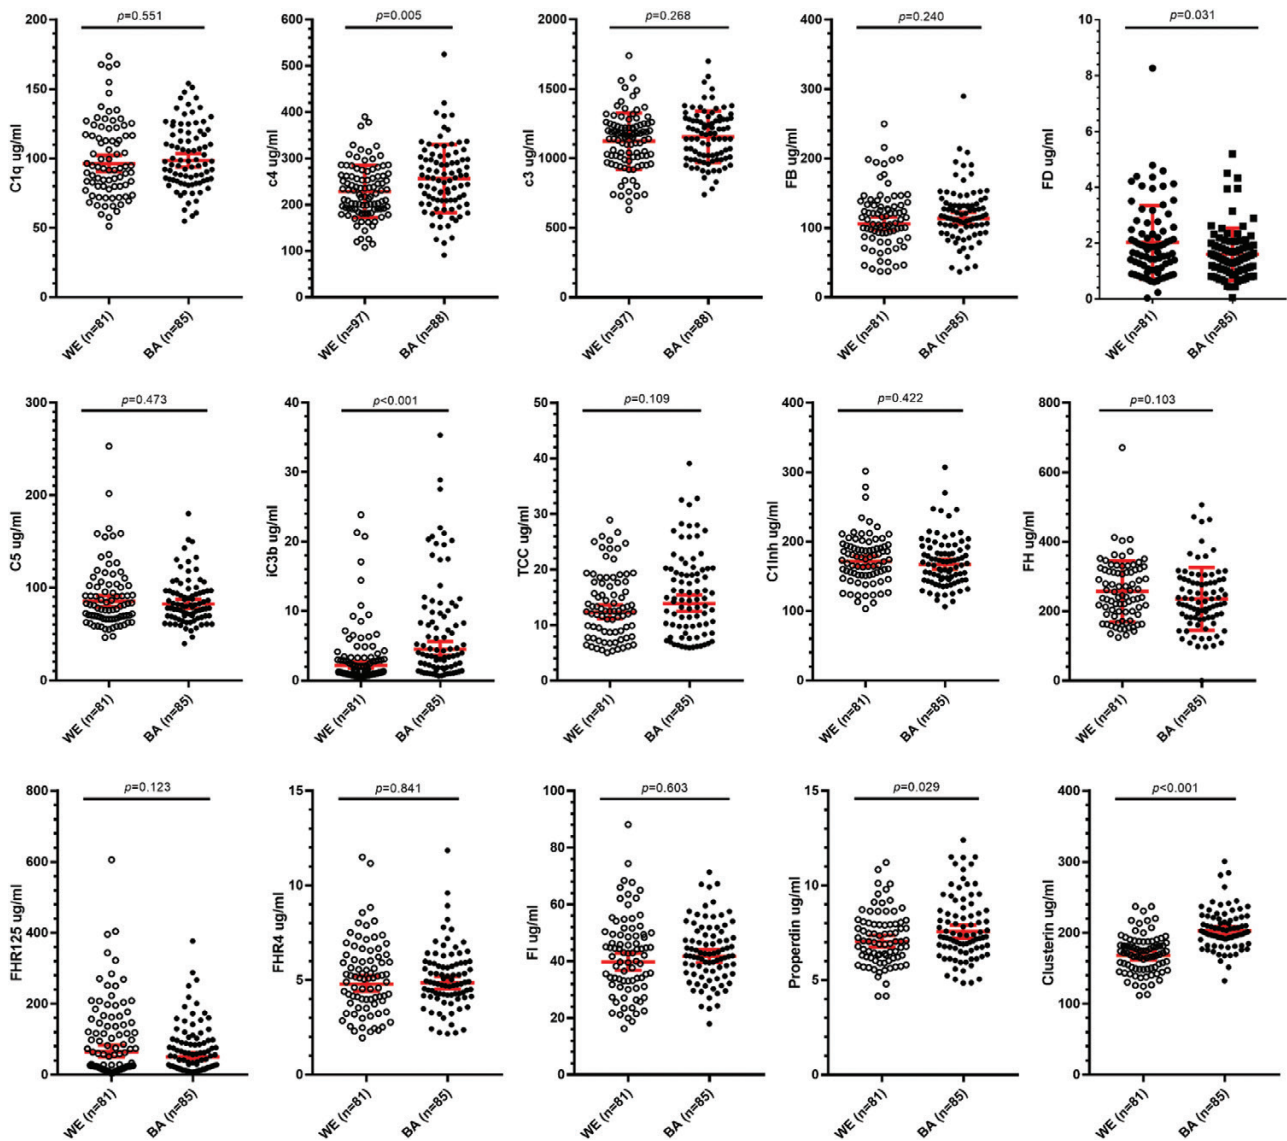 p=0.551
C1q ug/ml
200
150
100
50
0
WE (n=81)
BA (n=85)
p=0.005
c4 ug/ml
600
500
400
300
200
100
0
WE (n=97)
BA (n=88)
p=0.268
c3 ug/ml
2000
1500
1000
500
0
WE (n=97)
BA (n=88)
p=0.240
FB ug/ml
400
300
200
100
0
WE (n=81)
BA (n=85)
p=0.031
FD ug/ml
10
8
6
4
2
0
WE (n=81)
BA (n=85)
p=0.473
C5 ug/ml
300
200
100
0
WE (n=81)
BA (n=85)
p<0.001
iC3b ug/ml
40
30
20
10
0
WE (n=81)
BA (n=85)
p=0.109
TCC ug/ml
50
40
30
20
10
0
WE (n=81)
BA (n=85)
p=0.422
C1Inh ug/ml
400
300
200
100
0
WE (n=81)
BA (n=85)
p=0.103
FH ug/ml
800
600
400
200
0
WE (n=81)
BA (n=85)
p=0.123
FHR125 ug/ml
800
600
400
200
0
WE (n=81)
BA (n=85)
p=0.841
FHR4 ug/ml
15
10
5
0
WE (n=81)
BA (n=85)
p=0.603
FI ug/ml
100
80
60
40
20
0
WE (n=81)
BA (n=85)
p=0.029
Properdin ug/ml
15
10
5
0
WE (n=81)
BA (n=85)
p<0.001
Clusterin ug/ml
400
300
200
100
0
WE (n=81)
BA (n=85)